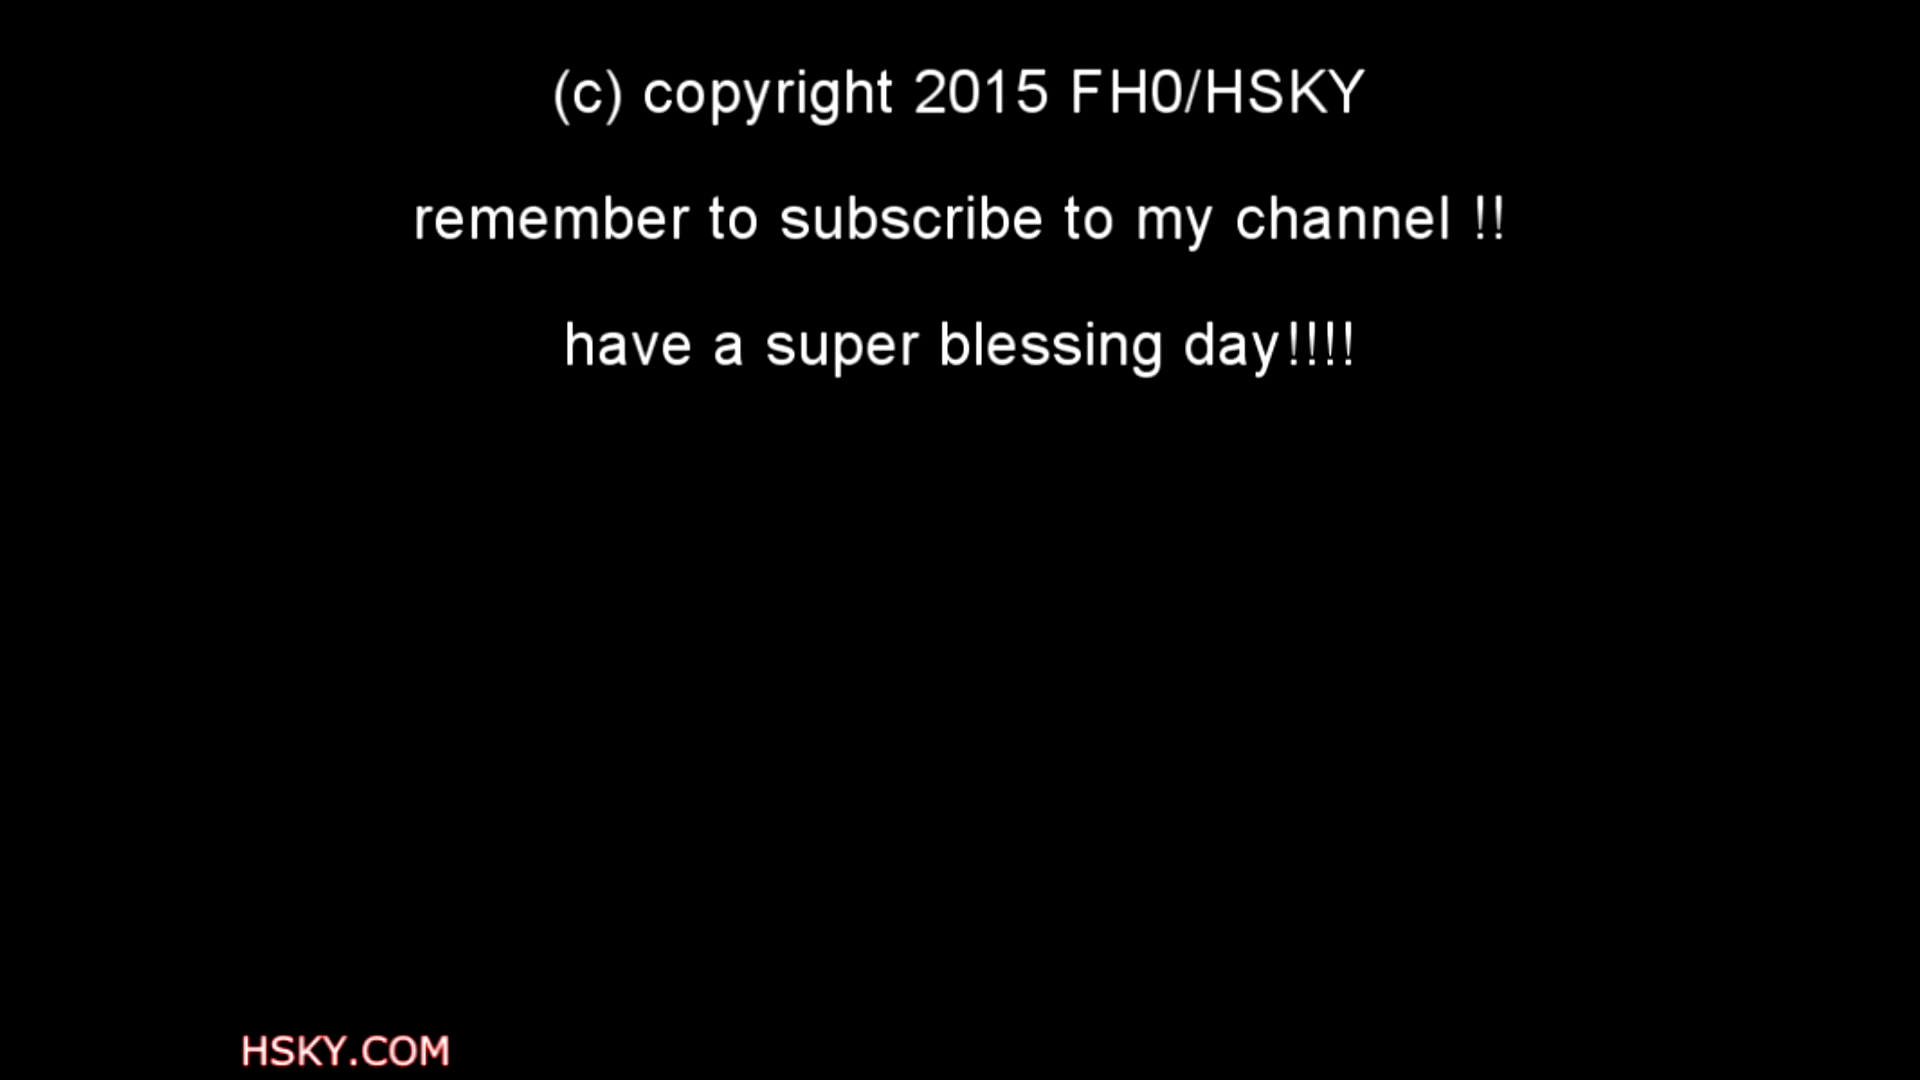 (c) copyright 2015 FH0/HSKY
remember to subscribe to my channel !!
have a super blessing day!!!!
HSKY.COM